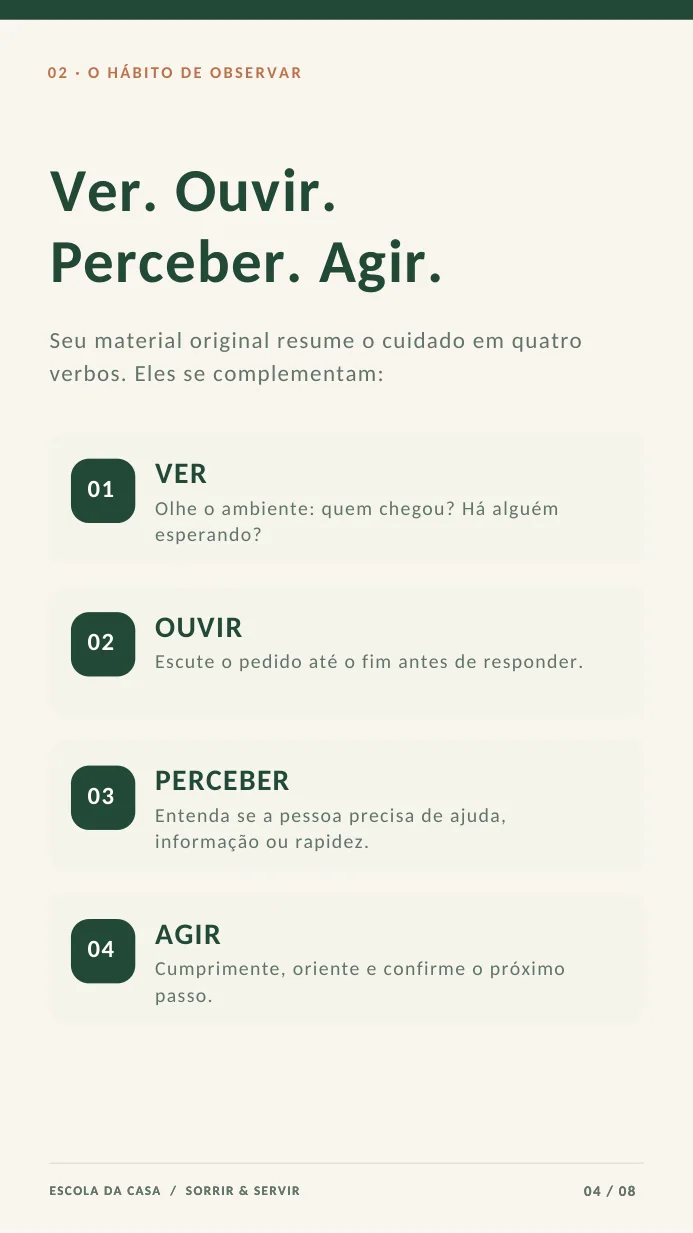 02 · O HÁBITO DE OBSERVAR
Ver. Ouvir.
Perceber. Agir.
Seu material original resume o cuidado em quatro
verbos. Eles se complementam:
01
VER
Olhe o ambiente: quem chegou? Há alguém
esperando?
02
OUVIR
Escute o pedido até o fim antes de responder.
03
PERCEBER
Entenda se a pessoa precisa de ajuda,
informação ou rapidez.
04
AGIR
Cumprimente, oriente e confirme o próximo
passo.
ESCOLA DA CASA / SORRIR & SERVIR
04 / 08